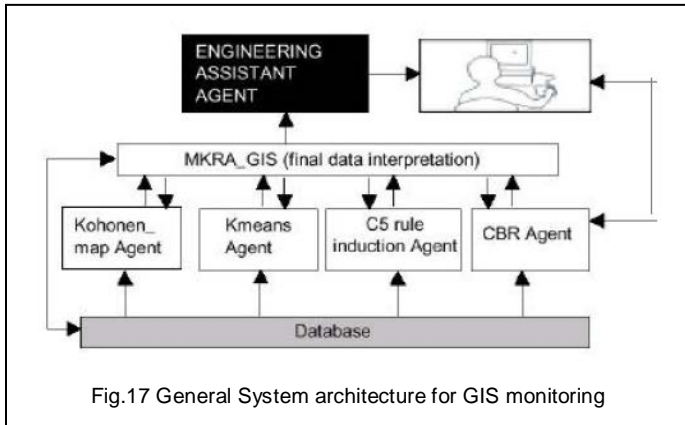 ENGINEERING
ASSISTANT
AGENT
MKRA_GIS (final data interpretation)
Kohonen_
map Agent
Kmeans
Agent
C5 rule
induction Agent
CBR Agent
Database
Fig.17 General System architecture for GIS monitoring